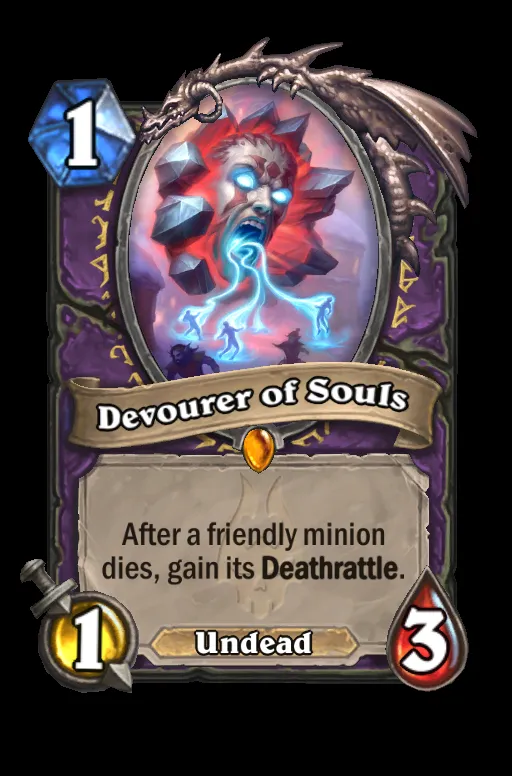 1
Devourer of Souls
After a friendly minion
dies, gain its Deathrattle.
1
Undead
3